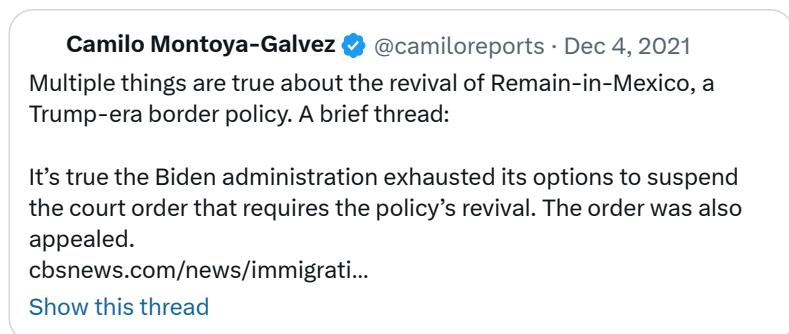 Camilo Montoya-Galvez @camiloreports · Dec 4, 2021
Multiple things are true about the revival of Remain-in-Mexico, a
Trump-era border policy. A brief thread:
It’s true the Biden administration exhausted its options to suspend
the court order that requires the policy’s revival. The order was also
appealed.
cbsnews.com/news/immigrati…
Show this thread